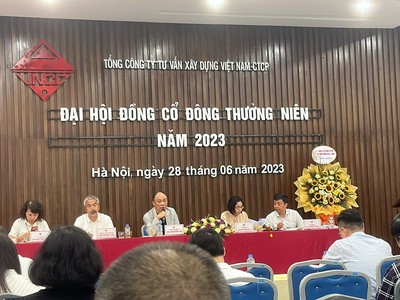 VNCC
TỔNG CÔNG TY TƯ VẤN XÂY DỰNG VIỆT NAM-CTCP
ĐẠI HỘI ĐỒNG CỔ ĐÔNG THƯỜNG NIÊN
NĂM 2023
Hà Nội, ngày 28 tháng 06 năm 2023